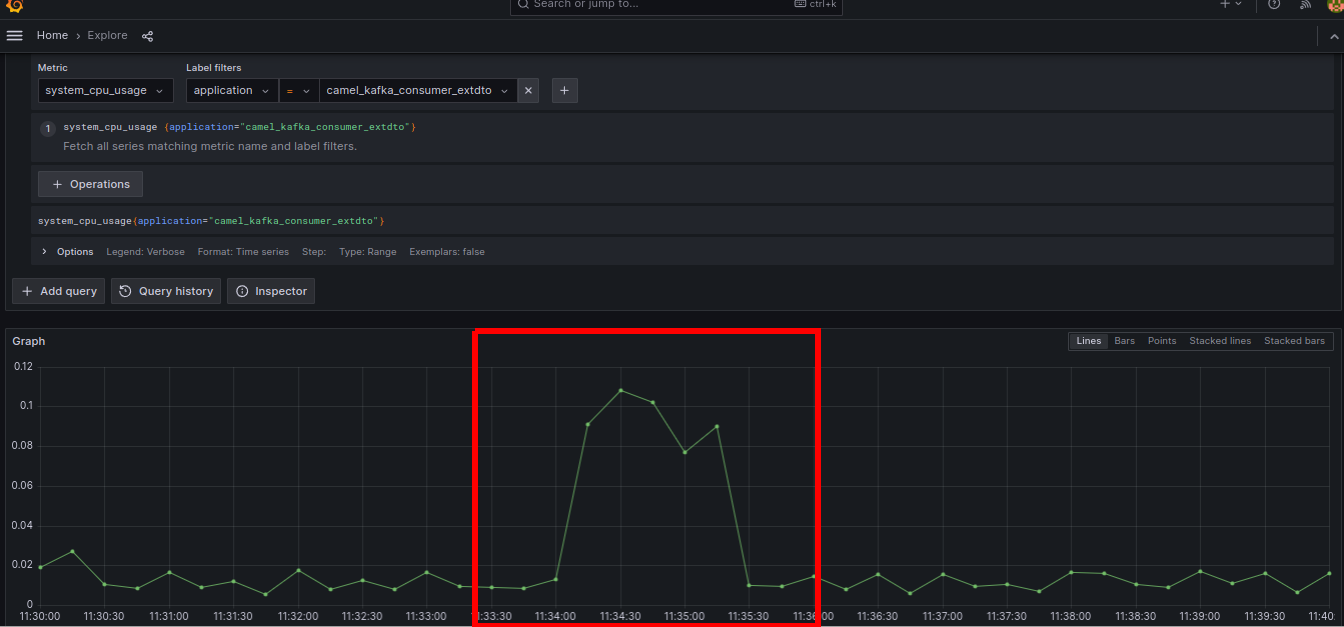 Search or jump to... ctrl+k
Home › Explore
Metric Label filters
system_cpu_usage application = camel_kafka_consumer_extdto
1 system_cpu_usage {application="camel_kafka_consumer_extdto"}
Fetch all series matching metric name and label filters.
+ Operations
system_cpu_usage{application="camel_kafka_consumer_extdto"}
Options Legend: Verbose Format: Time series Step: Type: Range Exemplars: false
+ Add query Query history Inspector
Graph Lines Bars Points Stacked lines Stacked bars
0.12
0.1
0.08
0.06
0.04
0.02
0
11:30:00 11:30:30 11:31:00 11:31:30 11:32:00 11:32:30 11:33:00 :33:30 11:34:00 11:34:30 11:35:00 11:35:30 11:36:00 11:36:30 11:37:00 11:37:30 11:38:00 11:38:30 11:39:00 11:39:30 11:40: